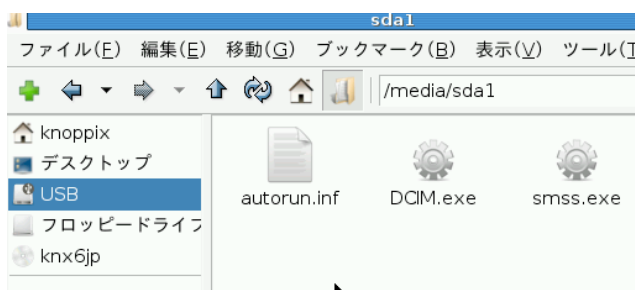 sda1
ファイル(F) 編集(E) 移動(G) ブックマーク(B) 表示(V) ツール(T
/media/sda1
knoppix
デスクトップ
USB
フロッピードライブ
knx6jp
autorun.inf DCIM.exe smss.exe